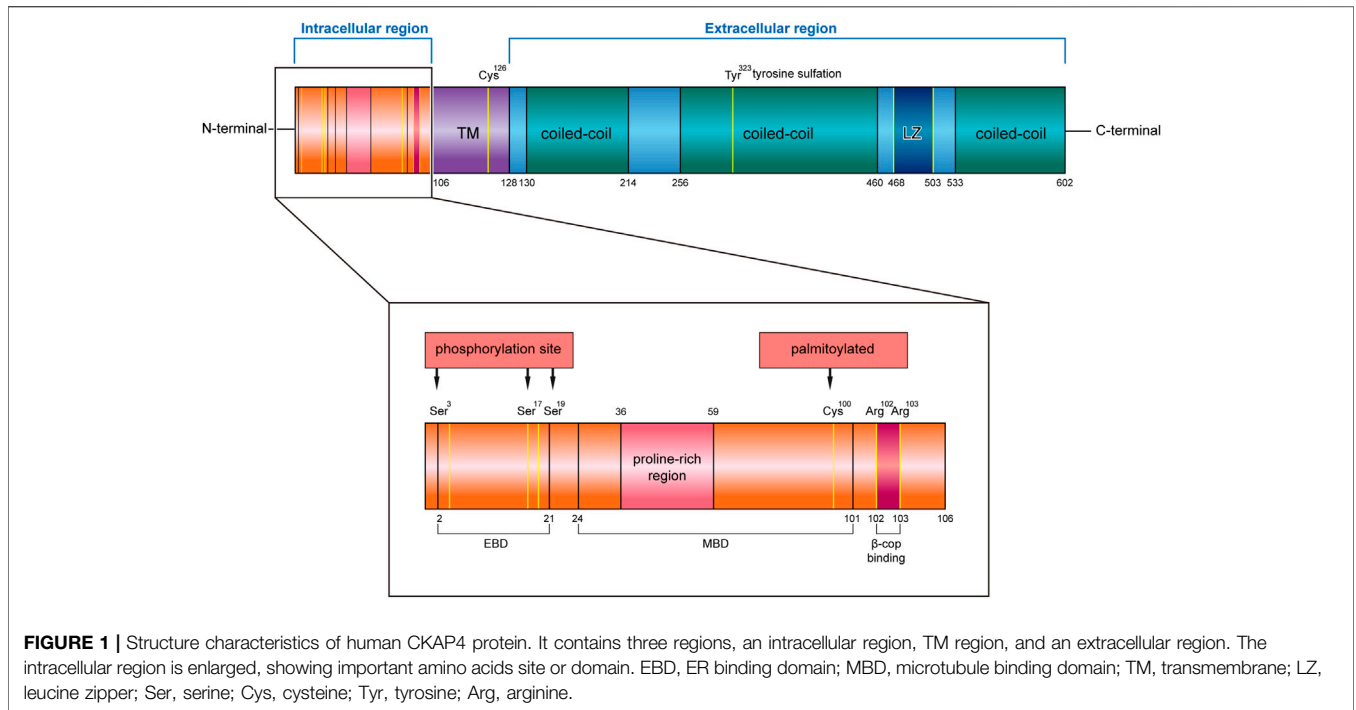 Intracellular region
Extracellular region
Cys126
Tyr323 tyrosine sulfation
N-terminal
TM
coiled-coil
coiled-coil
LZ
coiled-coil
C-terminal
106
128 130
214
256
460 468
503 533
602
phosphorylation site
palmitoylated
Ser3
Ser17 Ser19
36
59
Cys100
Arg102 Arg103
proline-rich
region
2
21
24
101
102
103
106
EBD
MBD
β-cop
binding
FIGURE 1 | Structure characteristics of human CKAP4 protein. It contains three regions, an intracellular region, TM region, and an extracellular region. The
intracellular region is enlarged, showing important amino acids site or domain. EBD, ER binding domain; MBD, microtubule binding domain; TM, transmembrane; LZ,
leucine zipper; Ser, serine; Cys, cysteine; Tyr, tyrosine; Arg, arginine.